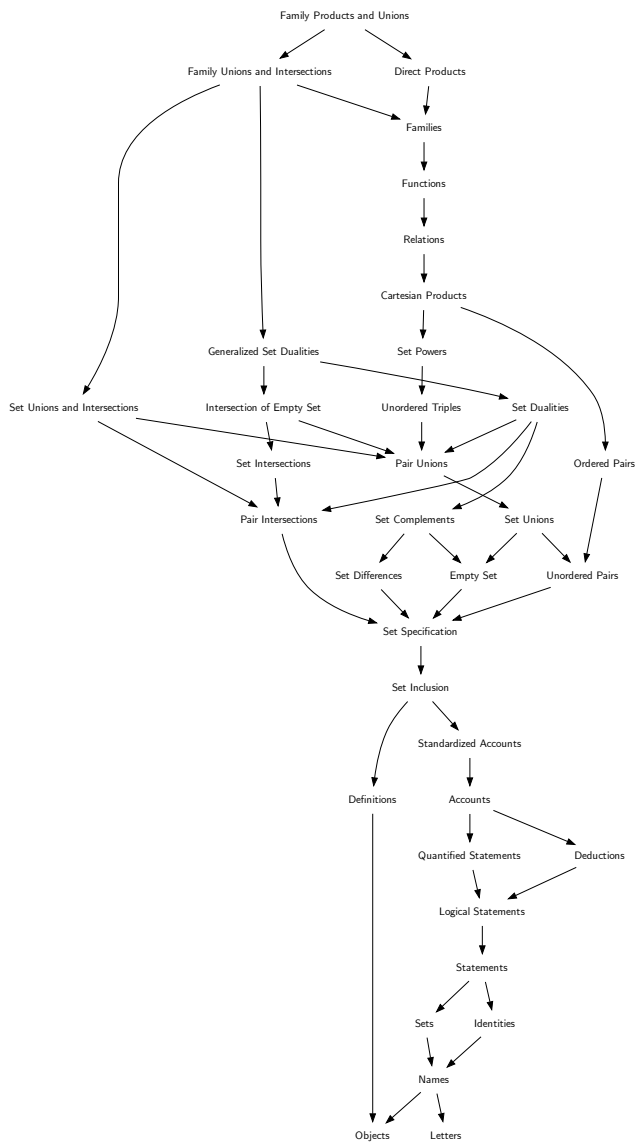 Family Products and Unions
Family Unions and Intersections
Direct Products
Families
Functions
Relations
Cartesian Products
Generalized Set Dualities
Set Powers
Set Unions and Intersections
Intersection of Empty Set
Unordered Triples
Set Dualities
Set Intersections
Pair Unions
Ordered Pairs
Pair Intersections
Set Complements
Set Unions
Set Differences
Empty Set
Unordered Pairs
Set Specification
Set Inclusion
Standardized Accounts
Definitions
Accounts
Quantified Statements
Deductions
Logical Statements
Statements
Sets
Identities
Names
Objects
Letters